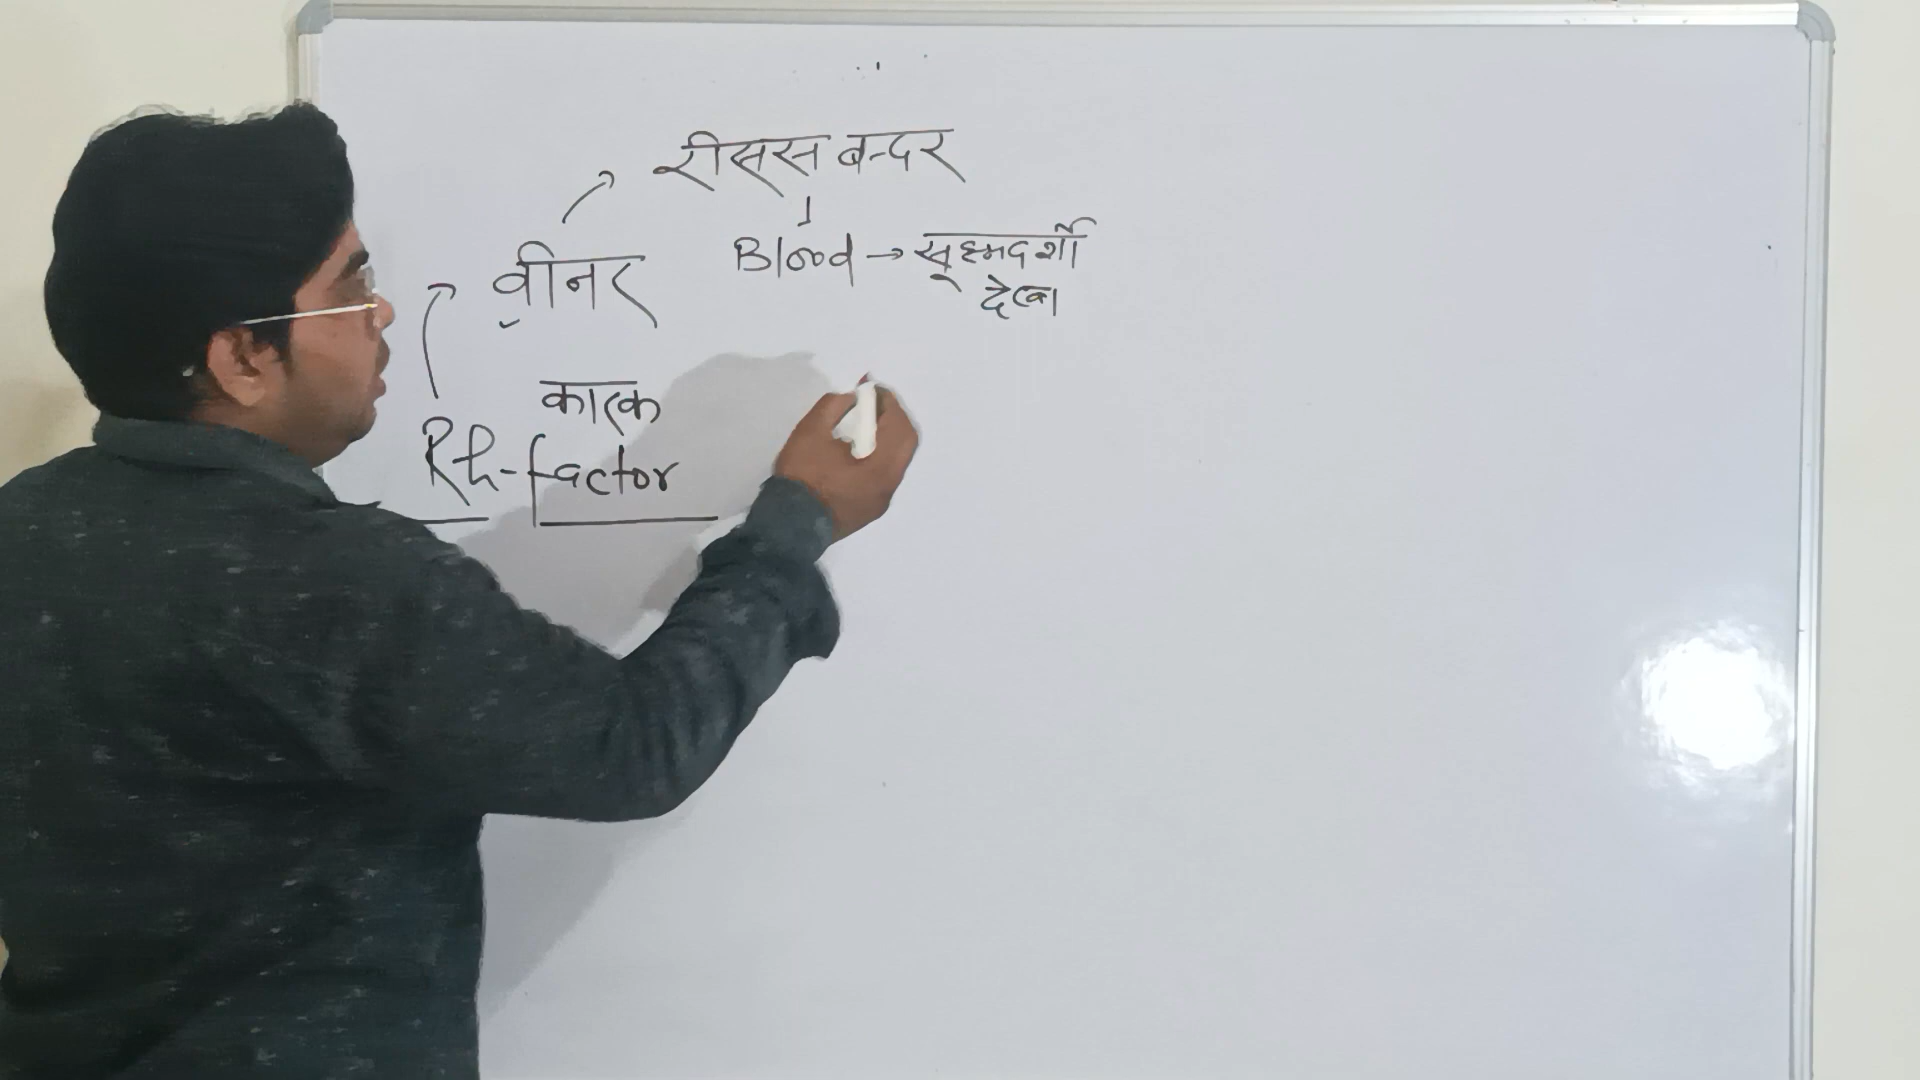 रीसस बन्दर
Blood → सूक्ष्मदर्शी
देखा
वीनर
कारक
Rh-factor